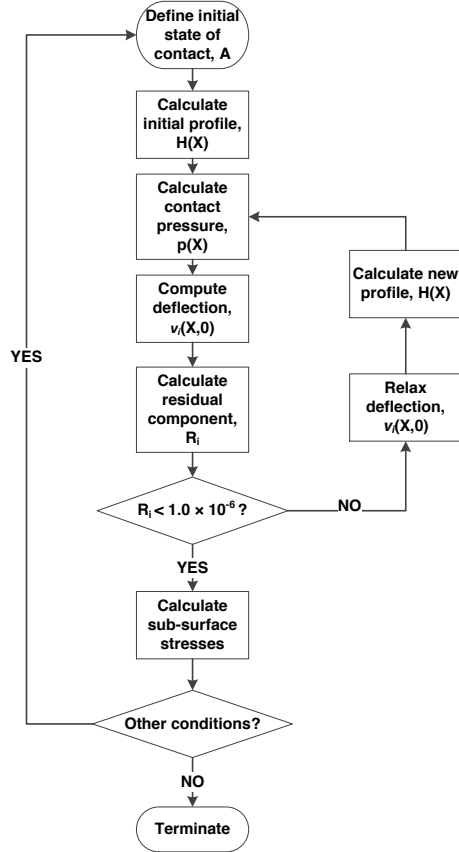 Define initial
state of
contact, A
Calculate
initial profile,
H(X)
Calculate
contact
pressure,
p(X)
Compute
deflection,
vᵢ(X,0)
Calculate
residual
component,
Rᵢ
Rᵢ < 1.0 × 10⁻⁶ ?
NO
Relax
deflection,
vᵢ(X,0)
Calculate new
profile, H(X)
YES
Calculate
sub-surface
stresses
Other conditions?
YES
NO
Terminate